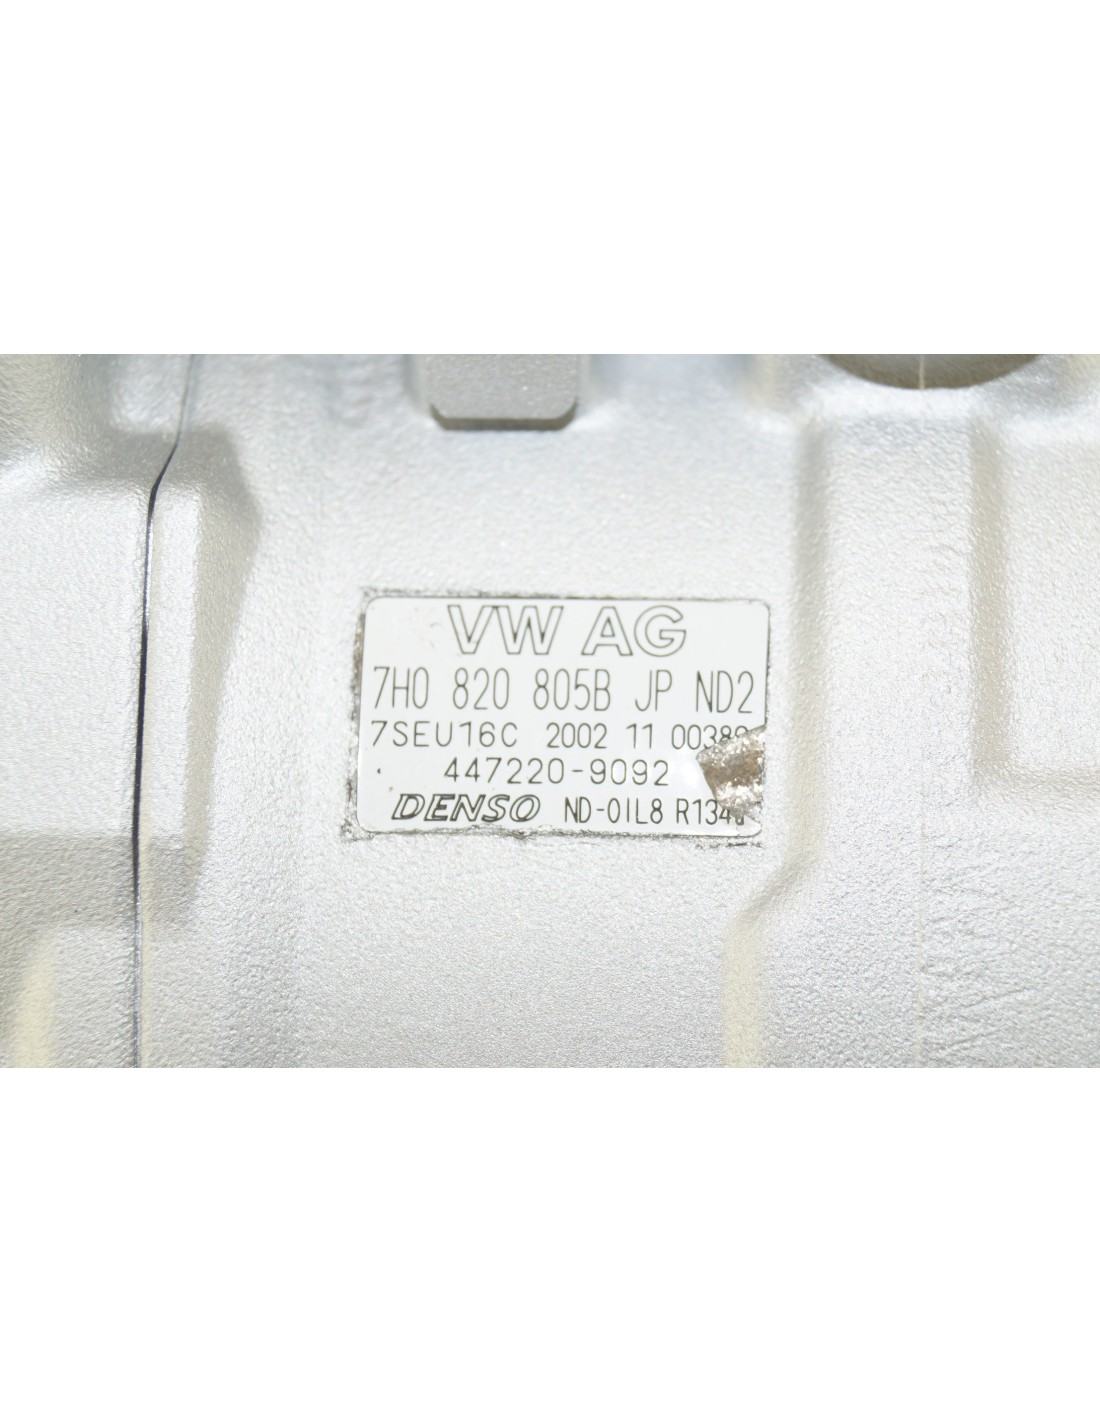 VW AG
7H0 820 805B JP ND2
7SEU16C 2002 11
447220-9092
DENSO ND-OIL8